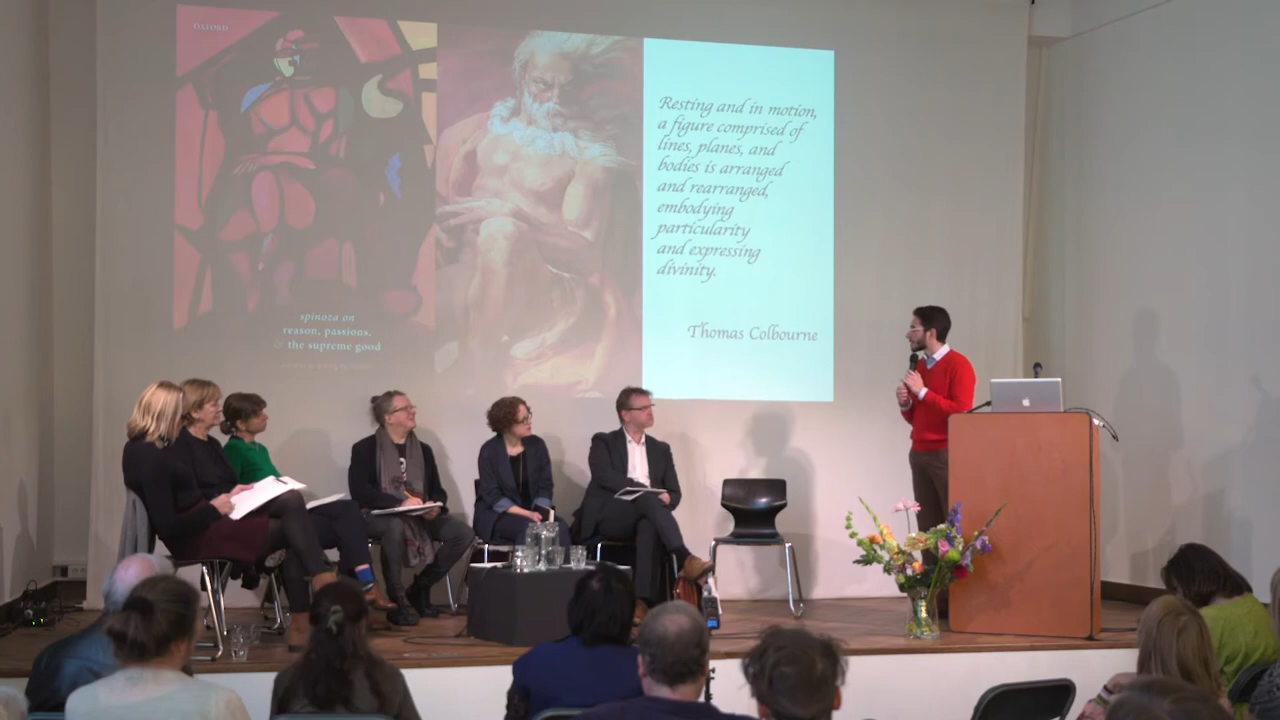 OXFORD
spinoza on
reason, passions,
& the supreme good
Resting and in motion,
a figure comprised of
lines, planes, and
bodies is arranged
and rearranged,
embodying
particularity
and expressing
divinity.
Thomas Colbourne